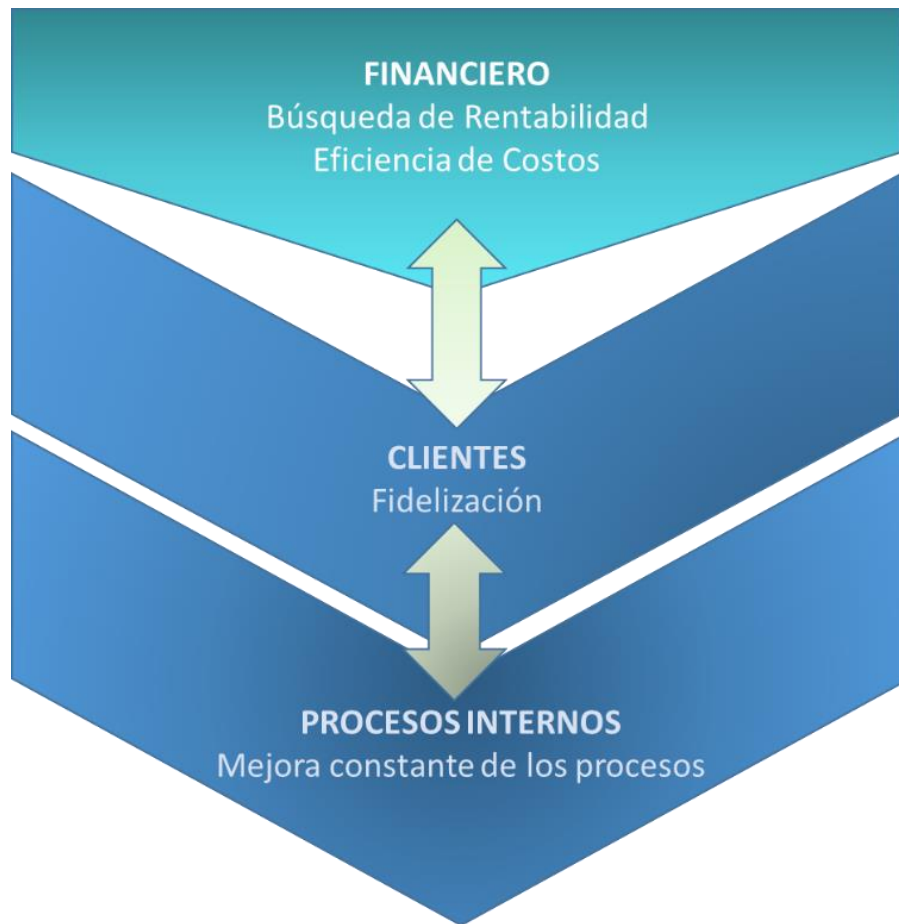 FINANCIERO
Búsqueda de Rentabilidad
Eficiencia de Costos
CLIENTES
Fidelización
PROCESOS INTERNOS
Mejora constante de los procesos